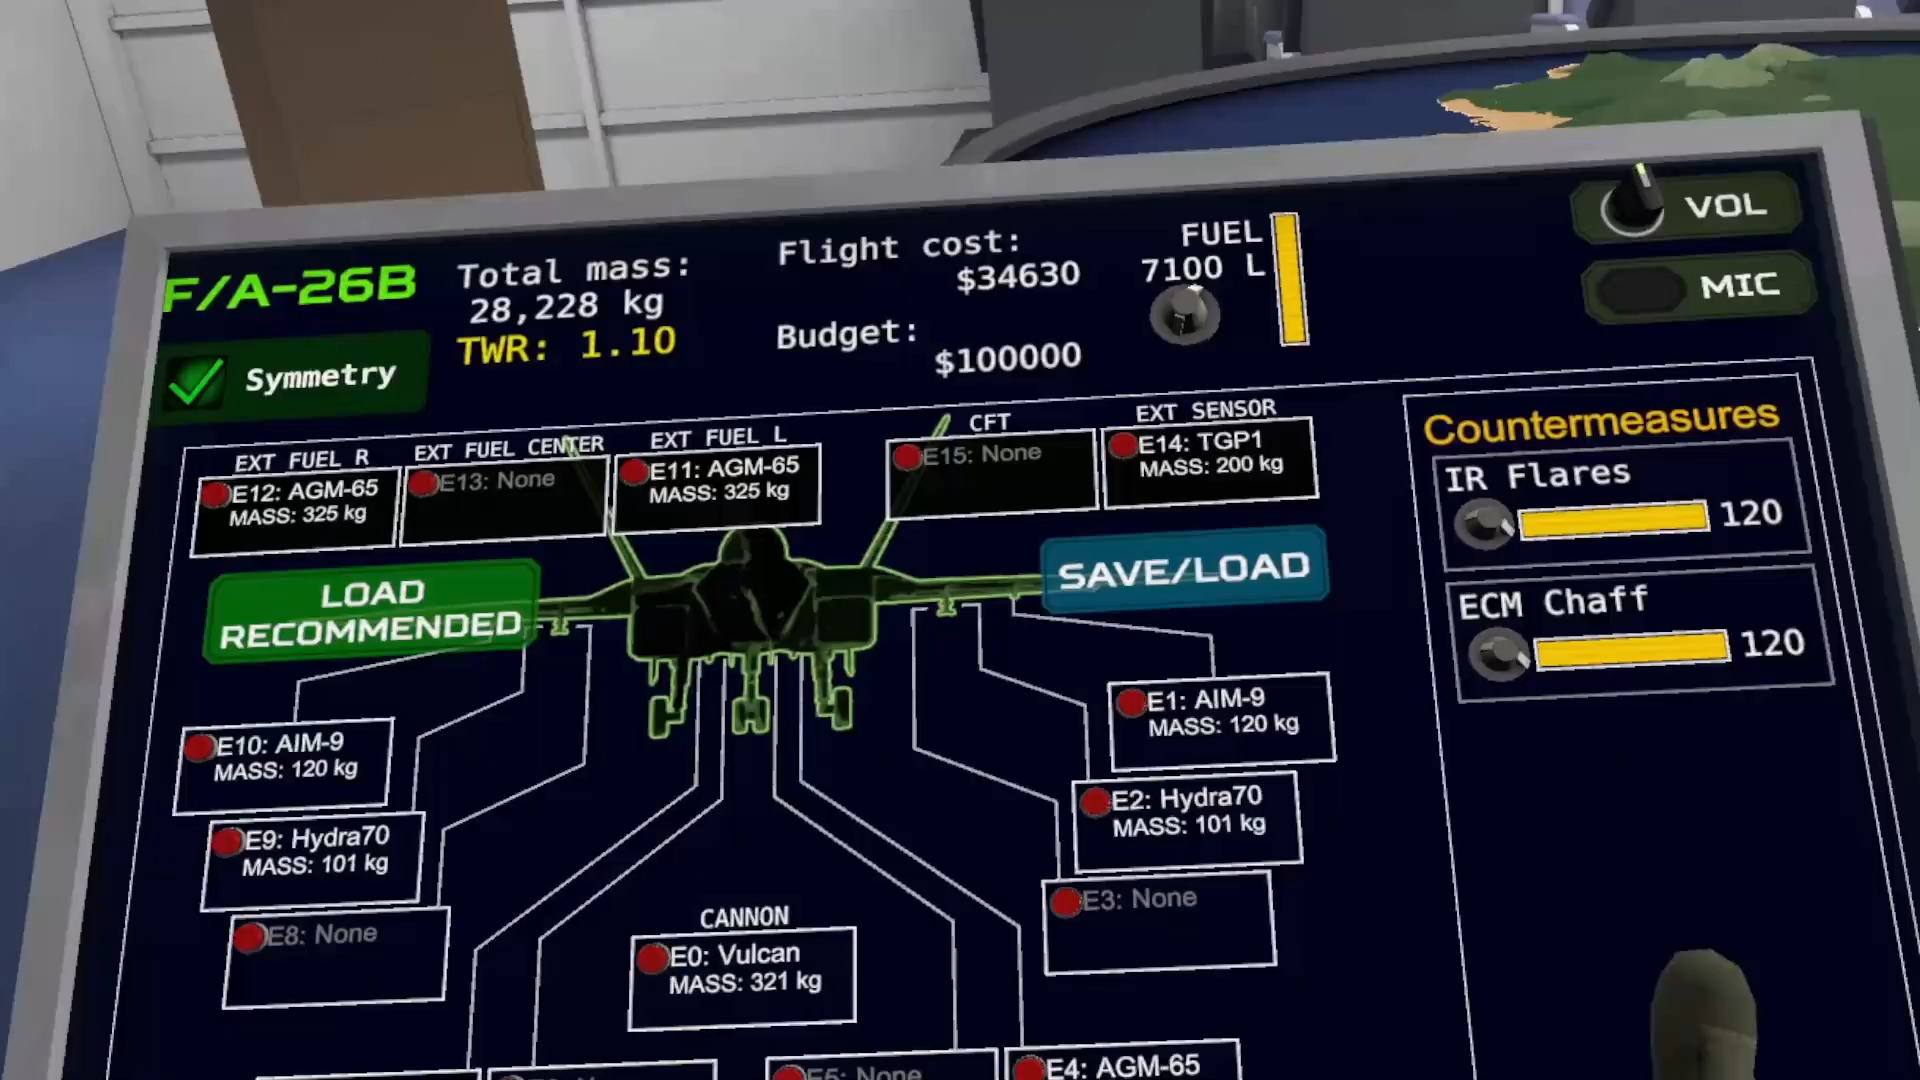 F/A-26B
Total mass:
28,228 kg
TWR: 1.10
Flight cost:
$34630
Budget:
$100000
FUEL
7100 L
VOL
MIC
Symmetry
EXT FUEL R
E12: AGM-65
MASS: 325 kg
EXT FUEL CENTER
E13: None
EXT FUEL L
E11: AGM-65
MASS: 325 kg
CFT
E15: None
EXT SENSOR
E14: TGP1
MASS: 200 kg
Countermeasures
IR Flares
120
ECM Chaff
120
LOAD
RECOMMENDED
SAVE/LOAD
E10: AIM-9
MASS: 120 kg
E1: AIM-9
MASS: 120 kg
E9: Hydra70
MASS: 101 kg
E2: Hydra70
MASS: 101 kg
E8: None
E3: None
CANNON
E0: Vulcan
MASS: 321 kg
E5: None
E4: AGM-65